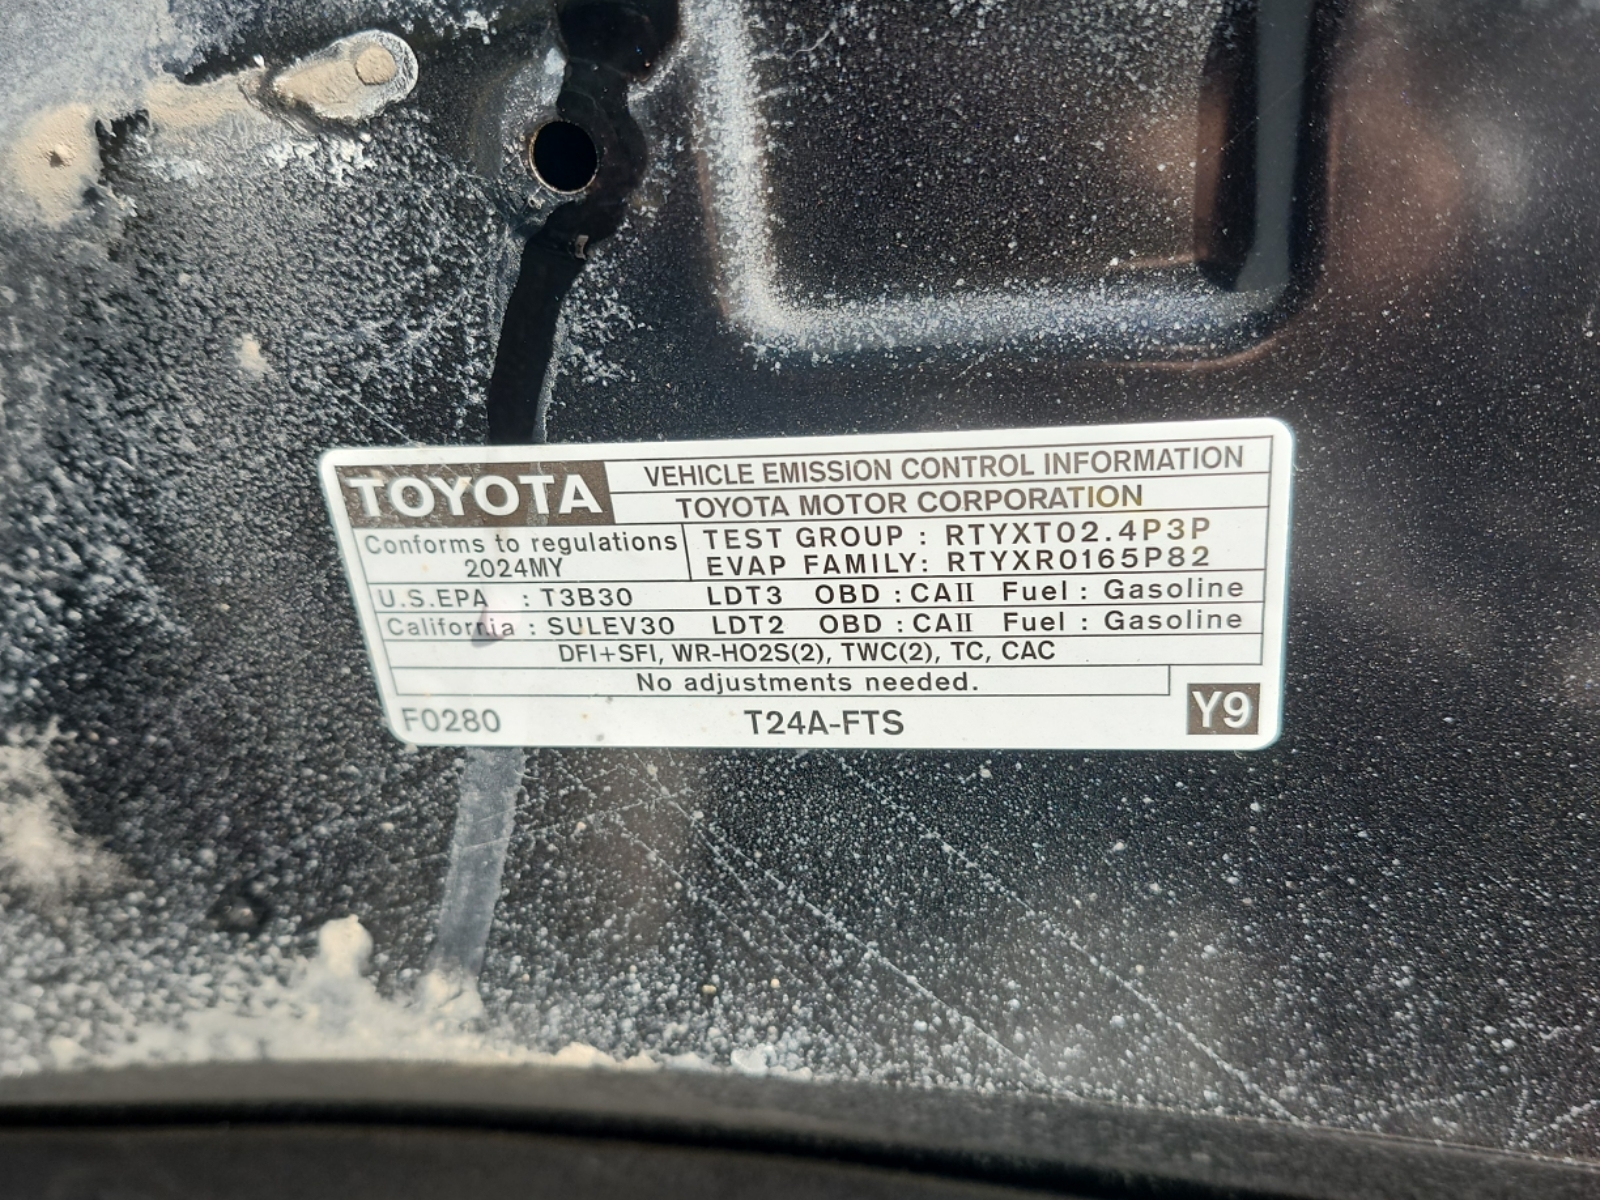 TOYOTA VEHICLE EMISSION CONTROL INFORMATION
TOYOTA MOTOR CORPORATION
Conforms to regulations
2024MY
TEST GROUP : RTYXT02.4P3P
EVAP FAMILY: RTYXR0165P82
U.S.EPA : T3B30 LDT3 OBD : CAII Fuel : Gasoline
California : SULEV30 LDT2 OBD : CAII Fuel : Gasoline
DFI+SFI, WR-HO2S(2), TWC(2), TC, CAC
No adjustments needed.
F0280 T24A-FTS Y9